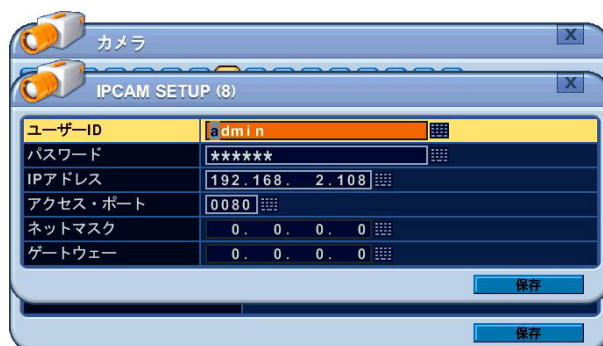 カメラ
X
IPCAM SETUP (8)
X
ユーザーID admin
パスワード ******
IPアドレス 192.168. 2.108
アクセス・ポート 0080
ネットマスク 0. 0. 0. 0
ゲートウェー 0. 0. 0. 0
保存
保存